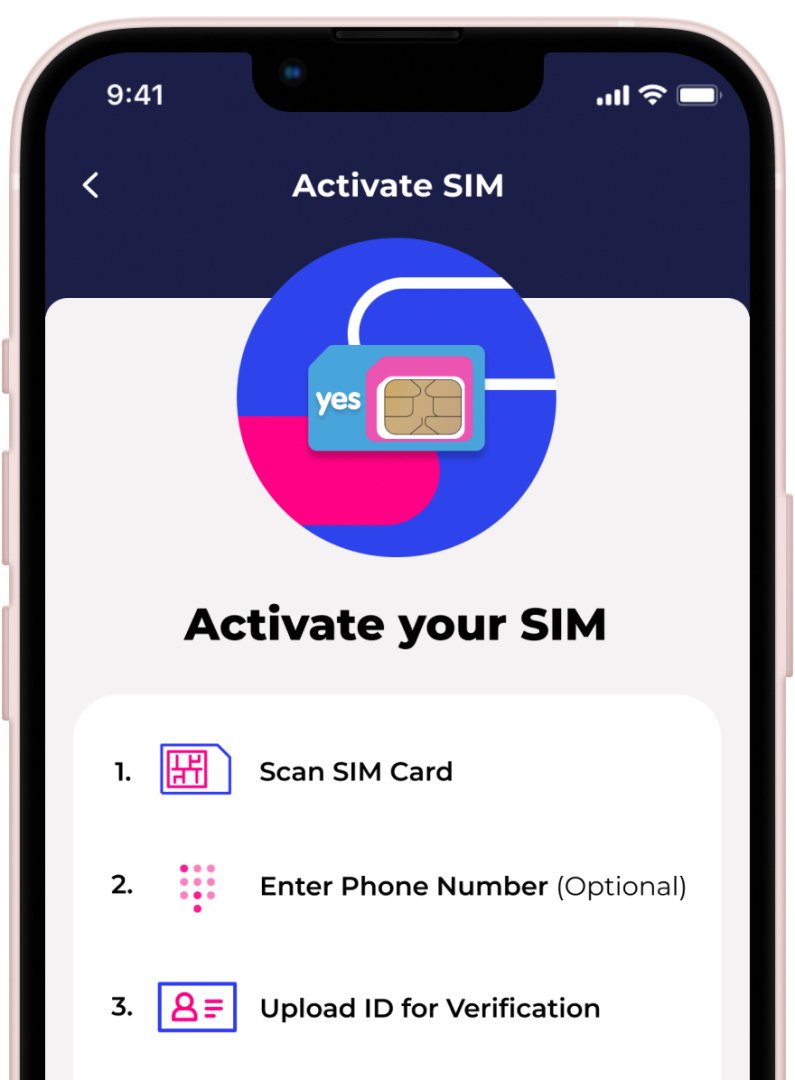 9:41
Activate SIM
yes
Activate your SIM
1. Scan SIM Card
2. Enter Phone Number (Optional)
3. Upload ID for Verification